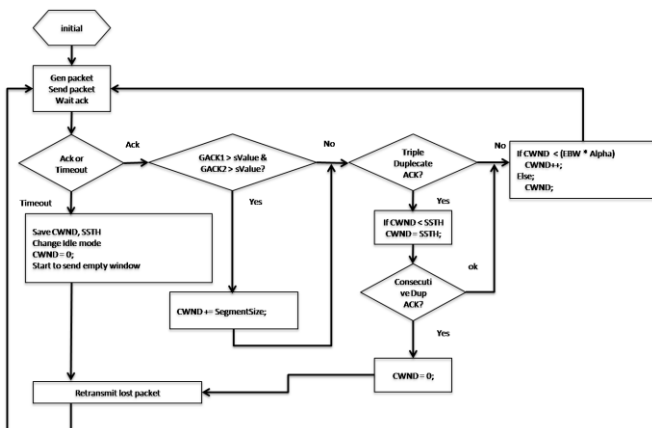 initial
Gen packet
Send packet
Wait ack
Ack or
Timeout
Ack
GACK1 > sValue &
GACK2 > sValue?
No
Triple
Duplecate
ACK?
No
If CWND < (EBW * Alpha)
CWND++;
Else;
CWND;
Timeout
Yes
Yes
Save CWND, SSTH
Change Idle mode
CWND = 0;
Start to send empty window
If CWND < SSTH
CWND = SSTH;
ok
Consecuti
ve Dup
ACK?
CWND += SegmentSize;
Yes
CWND = 0;
Retransmit lost packet